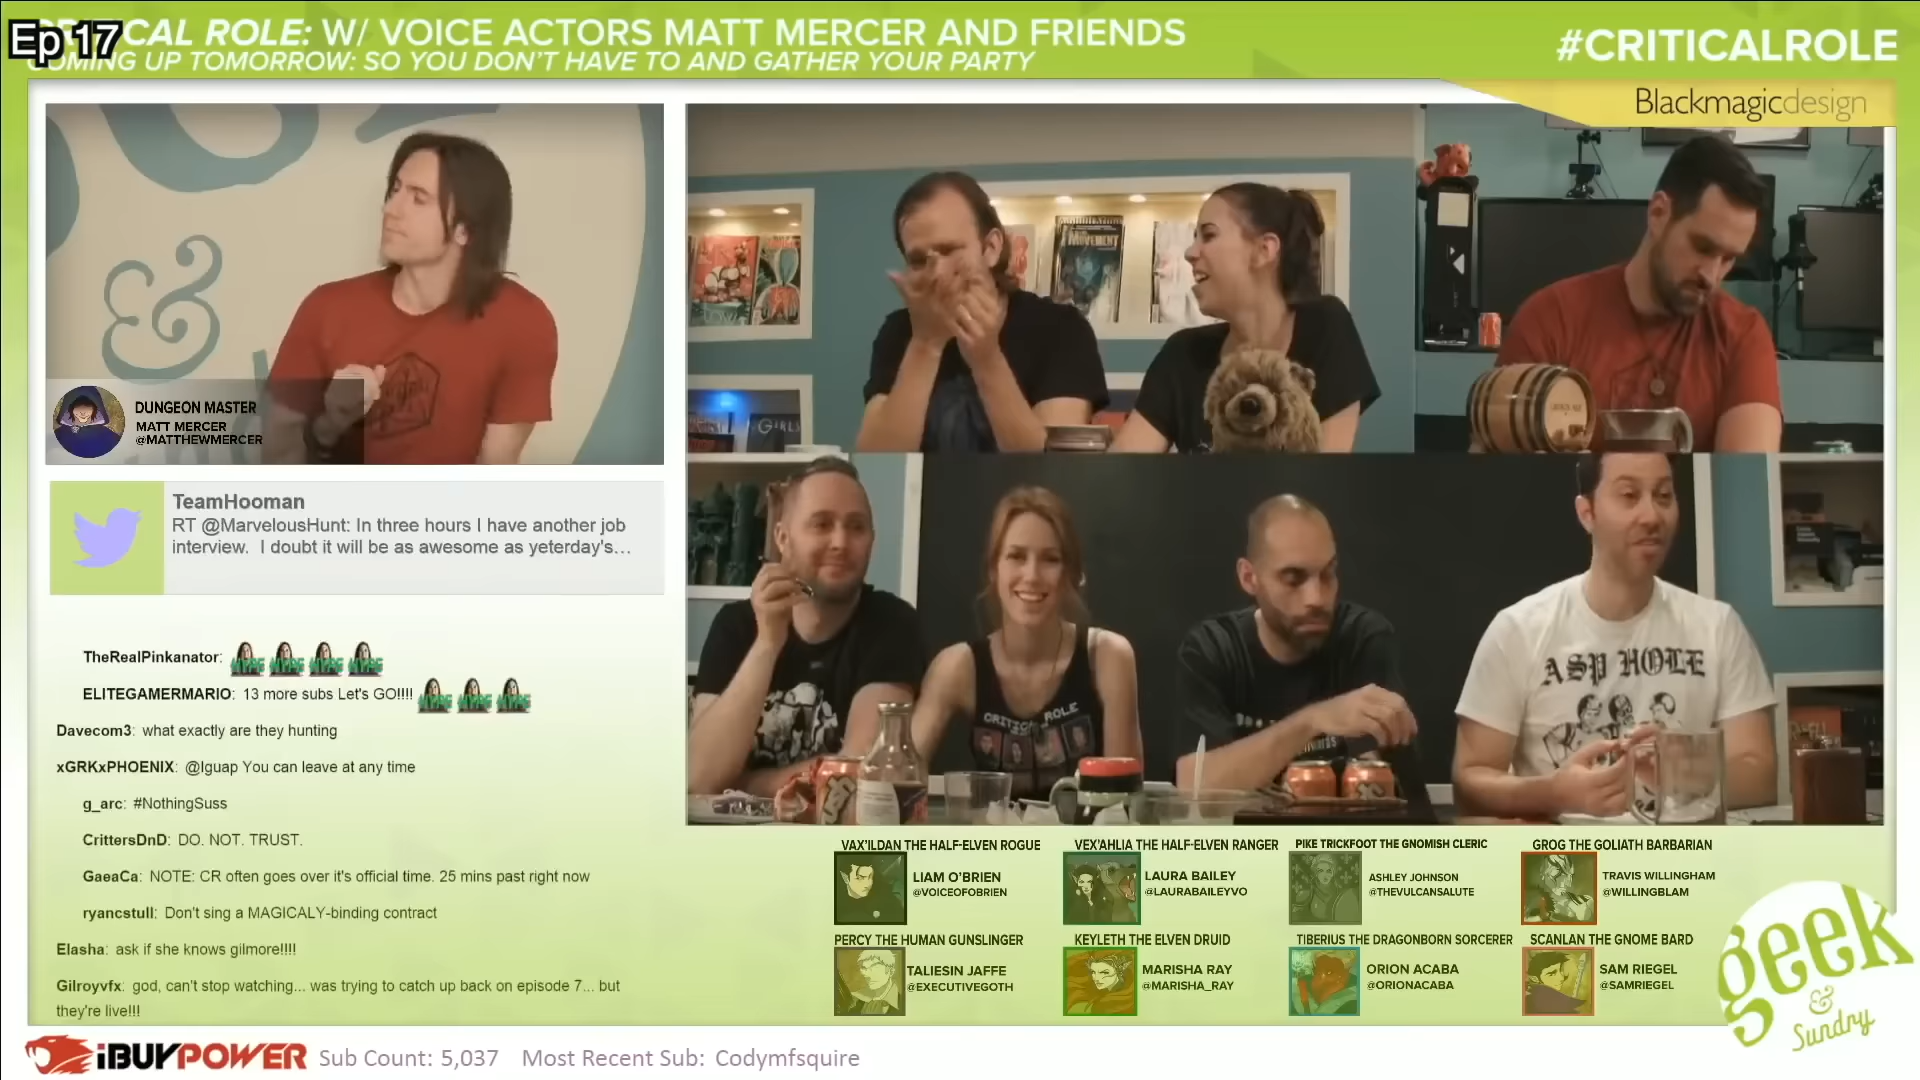 Ep 17
CAL ROLE: W/ VOICE ACTORS MATT MERCER AND FRIENDS
COMING UP TOMORROW: SO YOU DON'T HAVE TO AND GATHER YOUR PARTY
#CRITICALROLE
Blackmagicdesign
&
MOVEMENT
GIRLS
DUNGEON MASTER
MATT MERCER
@MATTHEWMERCER
TeamHooman
RT @MarvelousHunt: In three hours I have another job
interview. I doubt it will be as awesome as yeterday's...
TheRealPinkanator:
ELITEGAMERMARIO: 13 more subs Let's GO!!!!
Davecom3: what exactly are they hunting
xGRKxPHOENIX: @Iguap You can leave at any time
g_arc: #NothingSuss
CrittersDnD: DO. NOT. TRUST.
GaeaCa: NOTE: CR often goes over it's official time. 25 mins past right now
ryancstull: Don't sing a MAGICALY-binding contract
Elasha: ask if she knows gilmore!!!!
Gilroyvfx: god, can't stop watching... was trying to catch up back on episode 7... but
they're live!!!
CRITICAL ROLE
ASP HOLE
VAX'ILDAN THE HALF-ELVEN ROGUE
LIAM O'BRIEN
@VOICEOFOBRIEN
VEX'AHLIA THE HALF-ELVEN RANGER
LAURA BAILEY
@LAURABAILEYVO
PIKE TRICKFOOT THE GNOMISH CLERIC
ASHLEY JOHNSON
@THEVULCANSALUTE
GROG THE GOLIATH BARBARIAN
TRAVIS WILLINGHAM
@WILLINGBLAM
PERCY THE HUMAN GUNSLINGER
TALIESIN JAFFE
@EXECUTIVEGOTH
KEYLETH THE ELVEN DRUID
MARISHA RAY
@MARISHA_RAY
TIBERIUS THE DRAGONBORN SORCERER
ORION ACABA
@ORIONACABA
SCANLAN THE GNOME BARD
SAM RIEGEL
@SAMRIEGEL
geek
&
Sundry
iBUYPOWER Sub Count: 5,037 Most Recent Sub: Codymfsquire